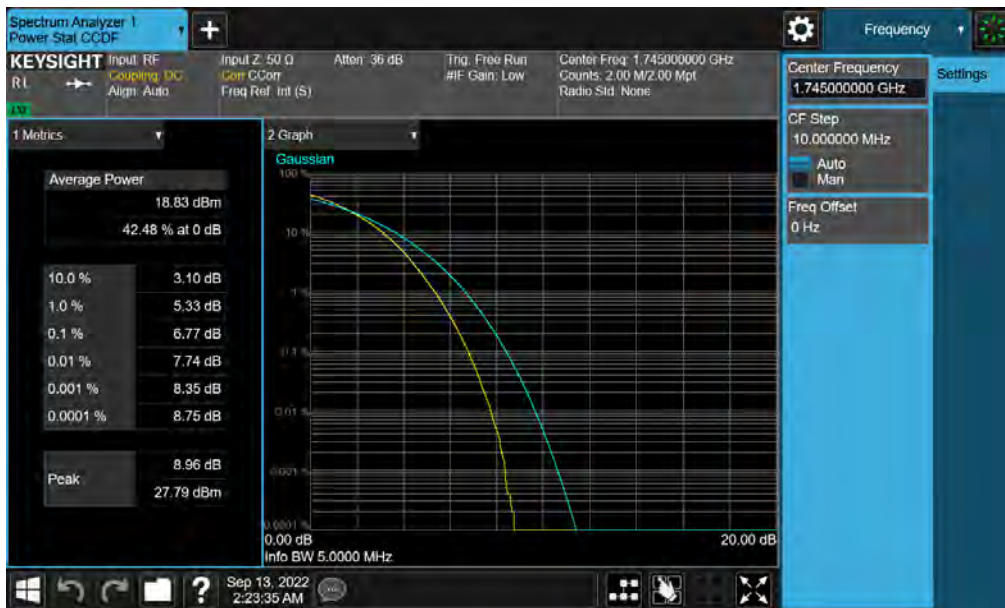 Spectrum Analyzer 1
Power Stat CCDF
Frequency
KEYSIGHT
RL
Input: RF
Coupling: DC
Align: Auto
Input Z: 50 Ω
Corr CCorr
Freq Ref: Int (S)
Atten: 36 dB
Trig: Free Run
#IF Gain: Low
Center Freq: 1.745000000 GHz
Counts: 2.00 M/2.00 Mpt
Radio Std: None
Center Frequency
1.745000000 GHz
Settings
CF Step
10.000000 MHz
Auto
Man
Freq Offset
0 Hz
1 Metrics
Average Power
18.83 dBm
42.48 % at 0 dB
10.0 % 3.10 dB
1.0 % 5.33 dB
0.1 % 6.77 dB
0.01 % 7.74 dB
0.001 % 8.35 dB
0.0001 % 8.75 dB
Peak
8.96 dB
27.79 dBm
2 Graph
Gaussian
100 %
10 %
1 %
0.1 %
0.01 %
0.001 %
0.0001 %
0.00 dB 20.00 dB
Info BW 5.0000 MHz
?
Sep 13, 2022
2:23:35 AM